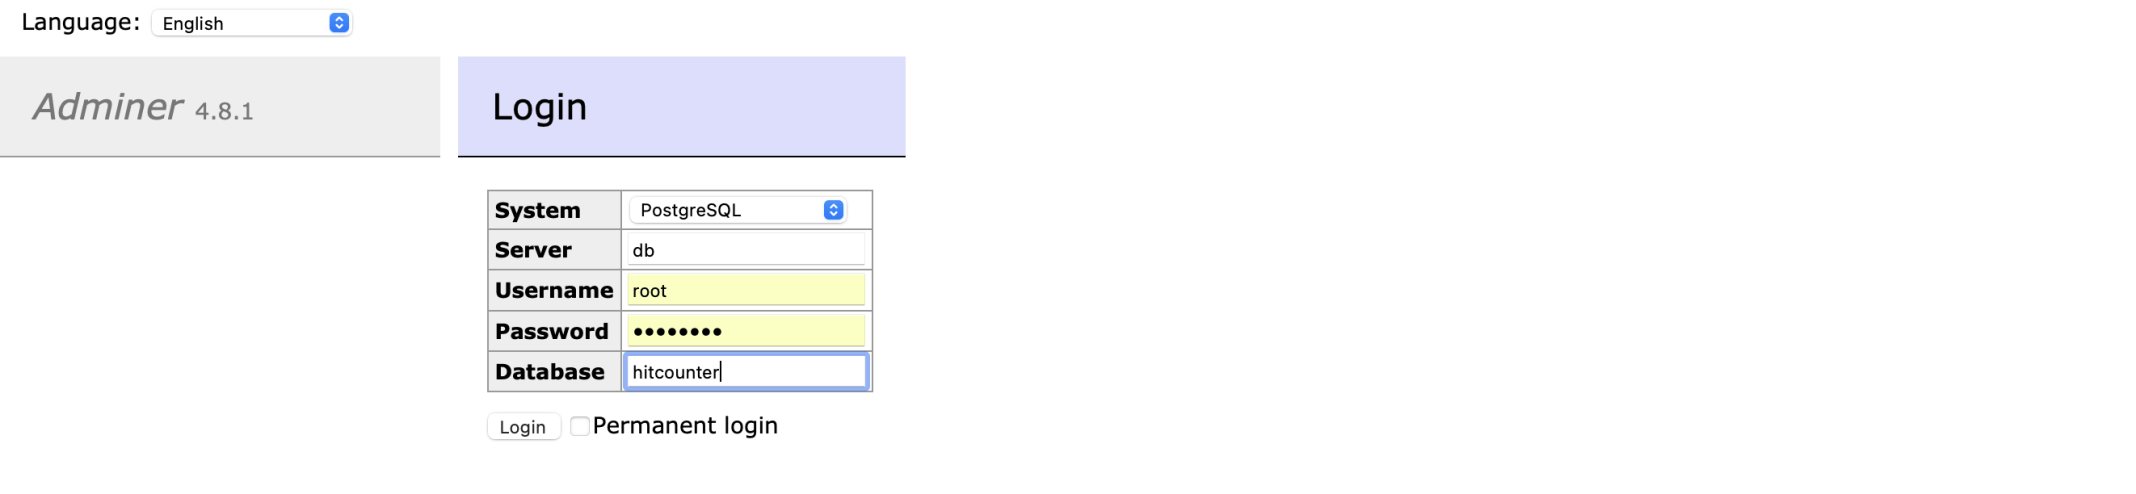 Language: English
Adminer 4.8.1
Login
System PostgreSQL
Server db
Username root
Password ••••••••
Database hitcounter
Login Permanent login